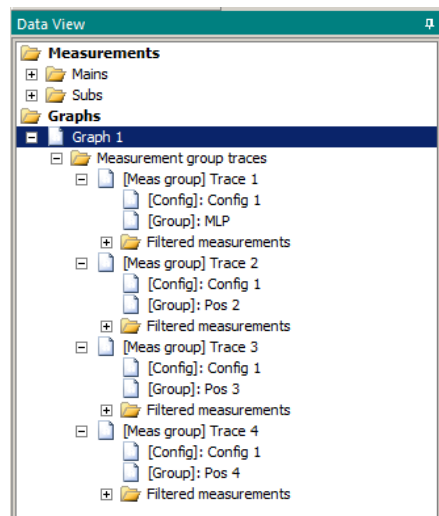 Data View
Measurements
Mains
Subs
Graphs
Graph 1
Measurement group traces
[Meas group] Trace 1
[Config]: Config 1
[Group]: MLP
Filtered measurements
[Meas group] Trace 2
[Config]: Config 1
[Group]: Pos 2
Filtered measurements
[Meas group] Trace 3
[Config]: Config 1
[Group]: Pos 3
Filtered measurements
[Meas group] Trace 4
[Config]: Config 1
[Group]: Pos 4
Filtered measurements